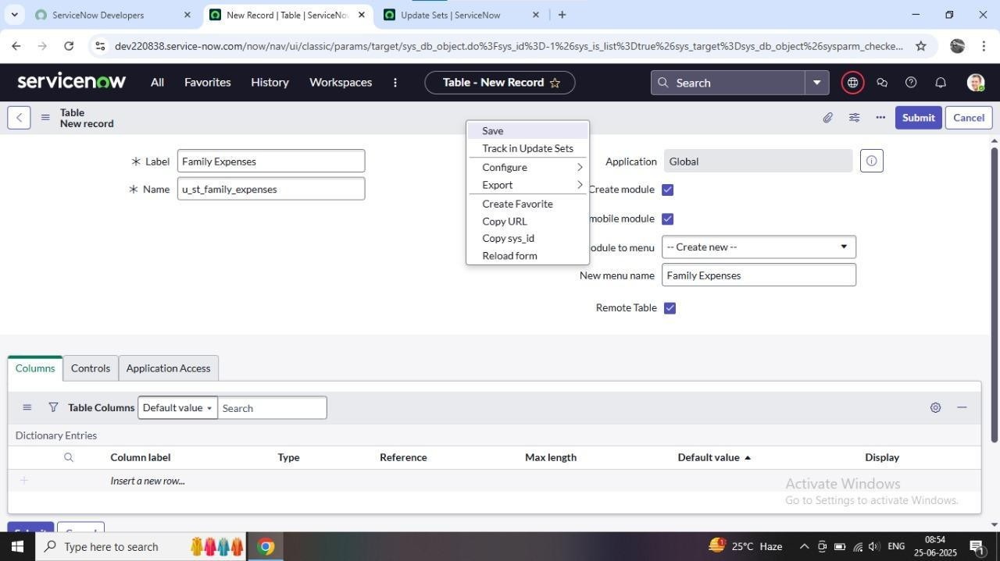 ServiceNow Developers
New Record | Table | ServiceNo
Update Sets | ServiceNow
dev220838.service-now.com/now/nav/ui/classic/params/target/sys_db_object.do%3Fsys_id%3D-1%26sys_is_list%3Dtrue%26sys_target%3Dsys_db_object%26sysparm_checke...
servicenow
All
Favorites
History
Workspaces
Table - New Record
Search
Table
New record
Submit
Cancel
Label
Family Expenses
Name
u_st_family_expenses
Save
Track in Update Sets
Configure
Export
Create Favorite
Copy URL
Copy sys_id
Reload form
Application
Global
Create module
mobile module
odule to menu
-- Create new --
New menu name
Family Expenses
Remote Table
Columns
Controls
Application Access
Table Columns
Default value
Search
Dictionary Entries
Column label
Type
Reference
Max length
Default value
Display
Insert a new row...
Activate Windows
Go to Settings to activate Windows.
Submit
Cancel
Type here to search
1
25°C Haze
ENG
08:54
25-06-2025
1